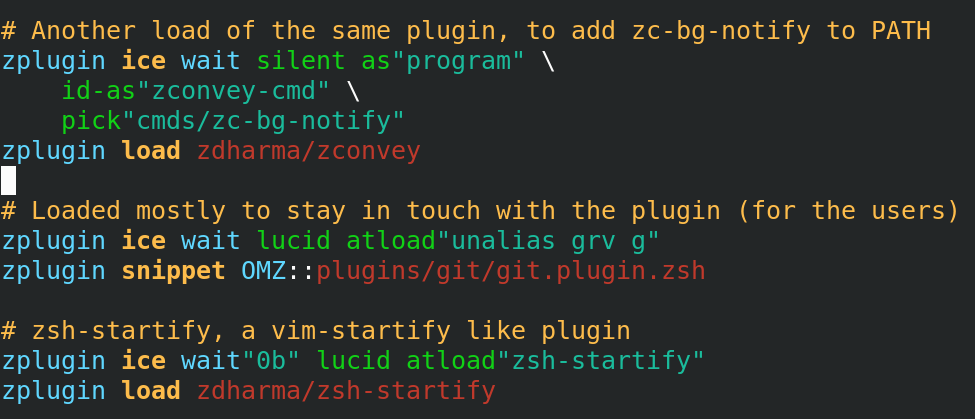 # Another load of the same plugin, to add zc-bg-notify to PATH
zplugin ice wait silent as"program" \
    id-as"zconvey-cmd" \
    pick"cmds/zc-bg-notify"
zplugin load zdharma/zconvey

# Loaded mostly to stay in touch with the plugin (for the users)
zplugin ice wait lucid atload"unalias grv g"
zplugin snippet OMZ::plugins/git/git.plugin.zsh

# zsh-startify, a vim-startify like plugin
zplugin ice wait"0b" lucid atload"zsh-startify"
zplugin load zdharma/zsh-startify